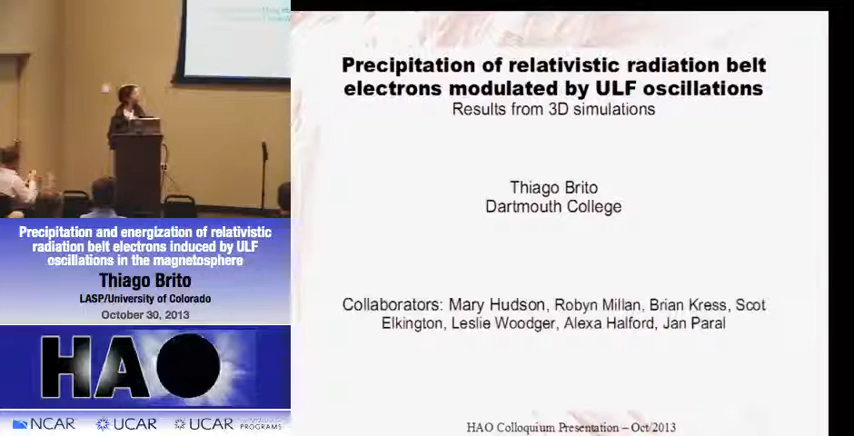 Precipitation of relativistic radiation belt
electrons modulated by ULF oscillations
Results from 3D simulations
Thiago Brito
Dartmouth College
Collaborators: Mary Hudson, Robyn Millan, Brian Kress, Scot
Elkington, Leslie Woodger, Alexa Halford, Jan Paral
HAO Colloquium Presentation – Oct/2013
Precipitation and energization of relativistic
radiation belt electrons induced by ULF
oscillations in the magnetosphere
Thiago Brito
LASP/University of Colorado
October 30, 2013
HAO
NCAR UCAR UCAR PROGRAMS